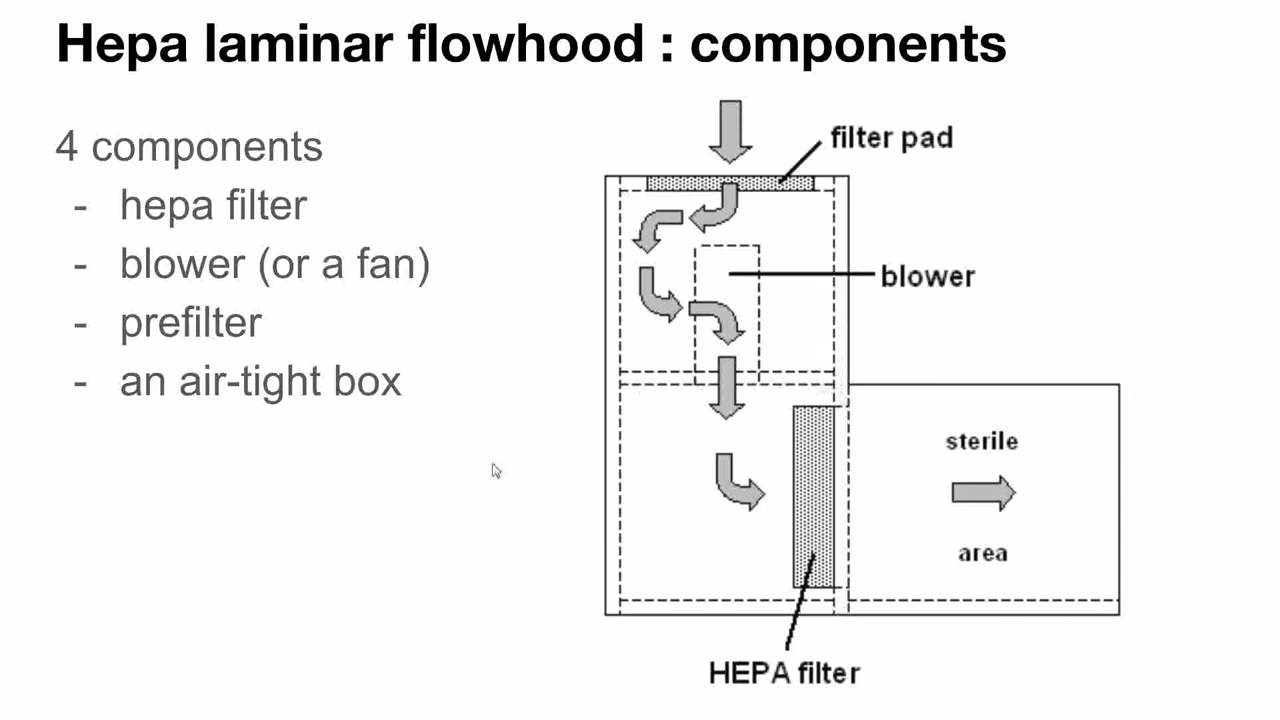 Hepa laminar flowhood : components
4 components
- hepa filter
- blower (or a fan)
- prefilter
- an air-tight box
filter pad
blower
sterile
area
HEPA filter